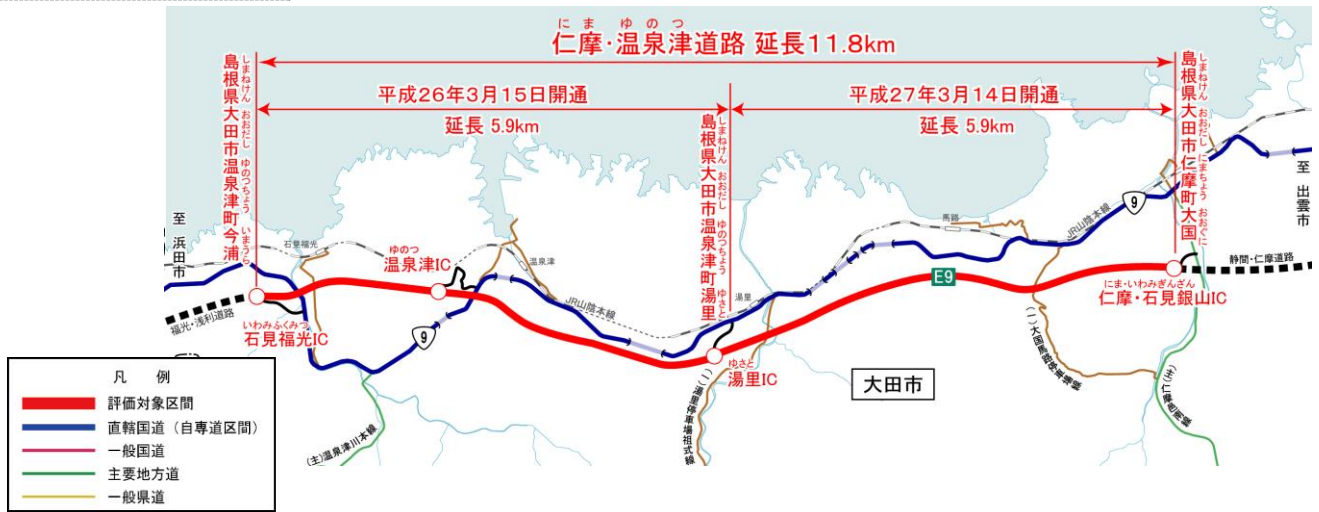 にま ゆのつ
仁摩・温泉津道路 延長11.8km
平成26年3月15日開通
延長 5.9km
平成27年3月14日開通
延長 5.9km
しまねけん おおだし ゆのつちょう いまうら
島根県大田市温泉津町今浦
しまねけん おおだし ゆのつちょう ゆさと
島根県大田市温泉津町湯里
しまねけん おおだし にまちょう おおぐに
島根県大田市仁摩町大国
至 浜田市
至 出雲市
石見福光
ゆのつ
温泉津IC
温泉津
JR山陰本線
湯里
馬路
JR山陰本線
9
E9
静間・仁摩道路
にま・いわみぎんざん
仁摩・石見銀山IC
福光・浅利道路
いわみふくみつ
石見福光IC
9
ゆさと
湯里IC
大田市
(一)大国馬路停車場線
(主)仁摩邑南線
(一)湯里停車場祖式線
(主)温泉津川本線
凡 例
評価対象区間
直轄国道(自専道区間)
一般国道
主要地方道
一般県道